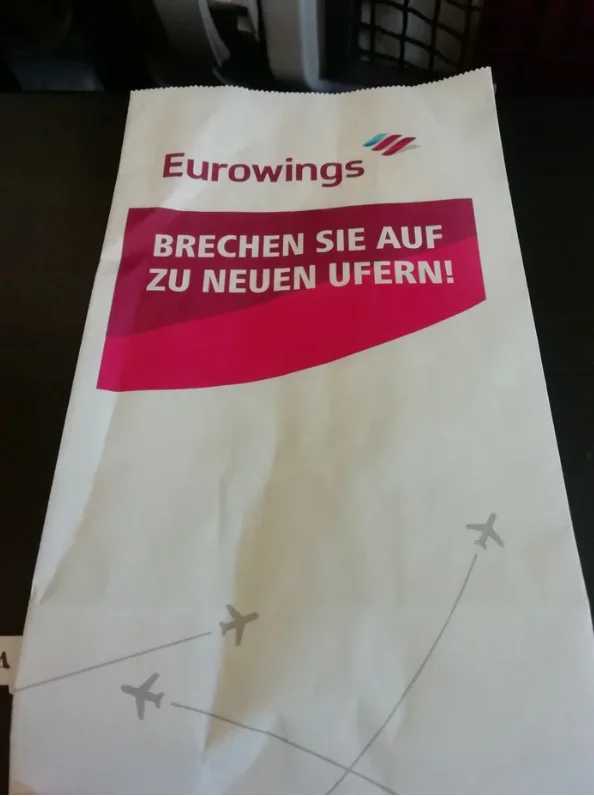 Eurowings
BRECHEN SIE AUF
ZU NEUEN UFERN!